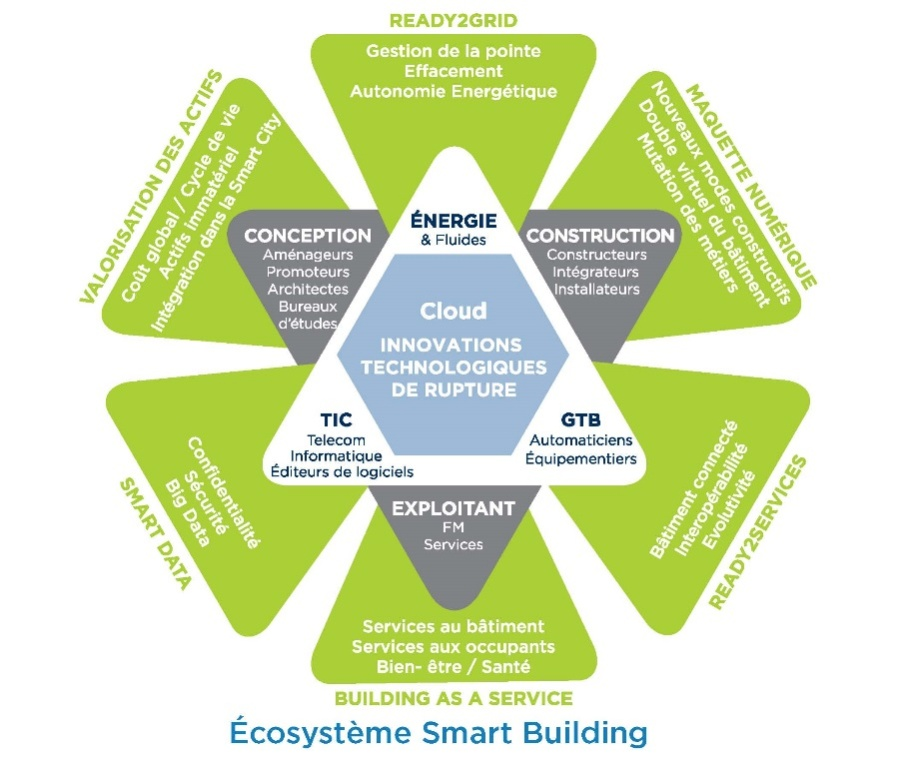 READY2GRID
Gestion de la pointe
Effacement
Autonomie Energétique
VALORISATION DES ACTIFS
Coût global / Cycle de vie
Actifs immatériel
Intégration dans la Smart City
MAQUETTE NUMÉRIQUE
Nouveaux modes constructifs
Double virtuel du bâtiment
Mutation des métiers
CONCEPTION
Aménageurs
Promoteurs
Architectes
Bureaux
d'études
ÉNERGIE
& Fluides
CONSTRUCTION
Constructeurs
Intégrateurs
Installateurs
Cloud
INNOVATIONS
TECHNOLOGIQUES
DE RUPTURE
TIC
Telecom
Informatique
Éditeurs de logiciels
GTB
Automaticiens
Équipementiers
SMART DATA
Confidentialité
Sécurité
Big Data
EXPLOITANT
FM
Services
Bâtiment connecté
Interopérabilité
Evolutivité
READY2SERVICES
Services au bâtiment
Services aux occupants
Bien- être / Santé
BUILDING AS A SERVICE
Écosystème Smart Building